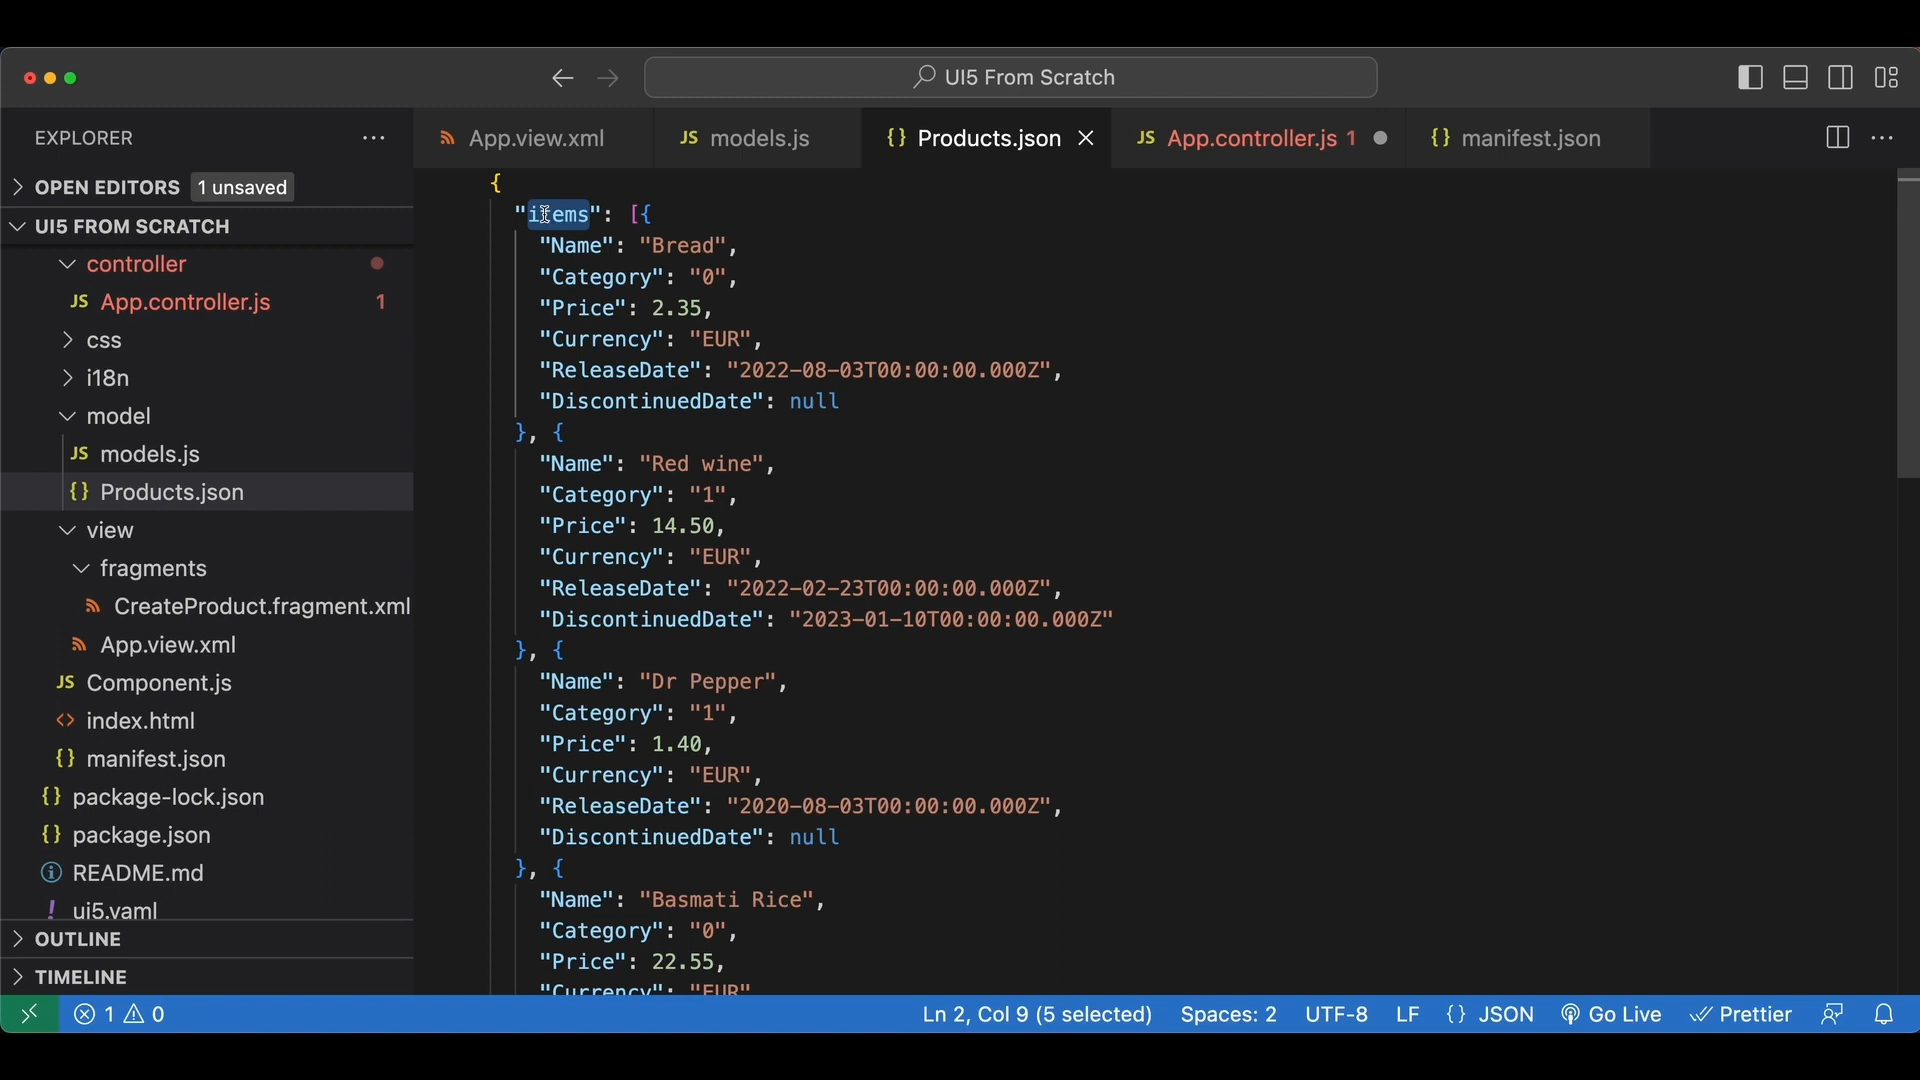 UI5 From Scratch
EXPLORER
App.view.xml
JS models.js
{} Products.json
JS App.controller.js 1
{} manifest.json
OPEN EDITORS 1 unsaved
UI5 FROM SCRATCH
controller
JS App.controller.js 1
css
i18n
model
JS models.js
{} Products.json
view
fragments
CreateProduct.fragment.xml
App.view.xml
JS Component.js
<> index.html
{} manifest.json
{} package-lock.json
{} package.json
README.md
! ui5.yaml
OUTLINE
TIMELINE
{
"items": [{
"Name": "Bread",
"Category": "0",
"Price": 2.35,
"Currency": "EUR",
"ReleaseDate": "2022-08-03T00:00:00.000Z",
"DiscontinuedDate": null
}, {
"Name": "Red wine",
"Category": "1",
"Price": 14.50,
"Currency": "EUR",
"ReleaseDate": "2022-02-23T00:00:00.000Z",
"DiscontinuedDate": "2023-01-10T00:00:00.000Z"
}, {
"Name": "Dr Pepper",
"Category": "1",
"Price": 1.40,
"Currency": "EUR",
"ReleaseDate": "2020-08-03T00:00:00.000Z",
"DiscontinuedDate": null
}, {
"Name": "Basmati Rice",
"Category": "0",
"Price": 22.55,
"Currency": "EUR"
1 0
Ln 2, Col 9 (5 selected) Spaces: 2 UTF-8 LF {} JSON Go Live Prettier